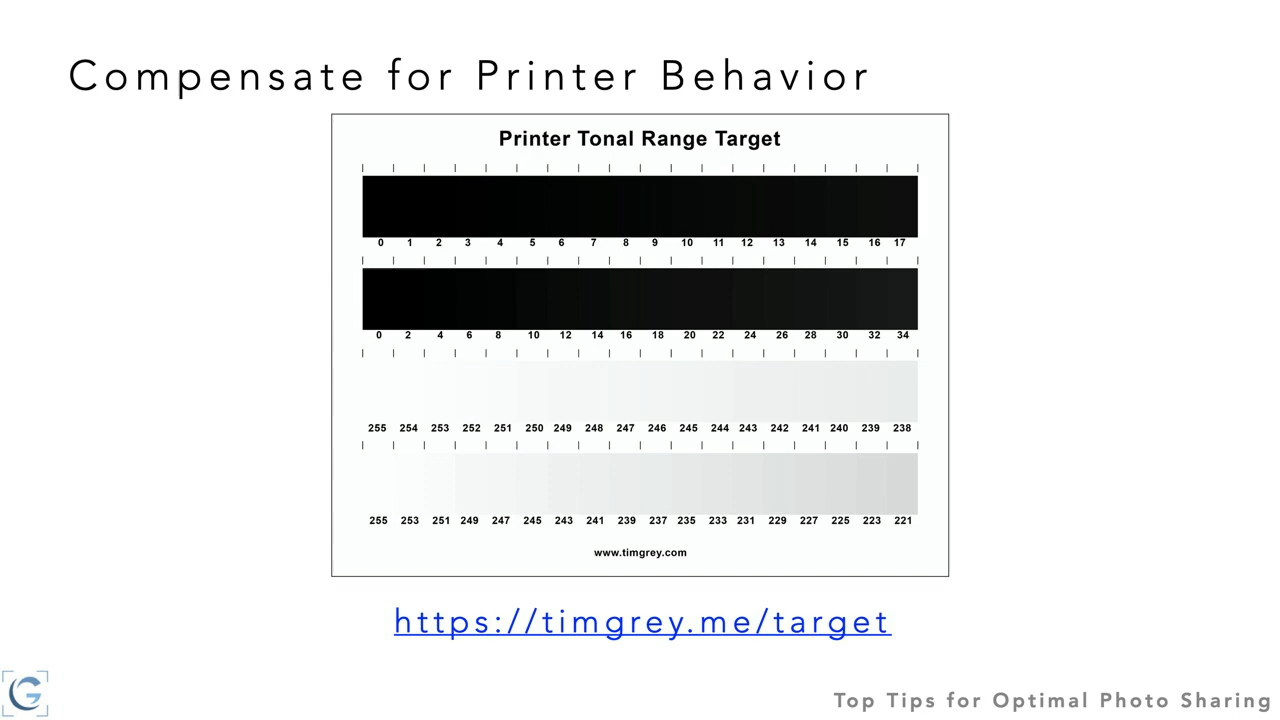 Compensate for Printer Behavior
Printer Tonal Range Target
0 1 2 3 4 5 6 7 8 9 10 11 12 13 14 15 16 17
0 2 4 6 8 10 12 14 16 18 20 22 24 26 28 30 32 34
255 254 253 252 251 250 249 248 247 246 245 244 243 242 241 240 239 238
255 253 251 249 247 245 243 241 239 237 235 233 231 229 227 225 223 221
www.timgrey.com
https://timgrey.me/target
G
Top Tips for Optimal Photo Sharing